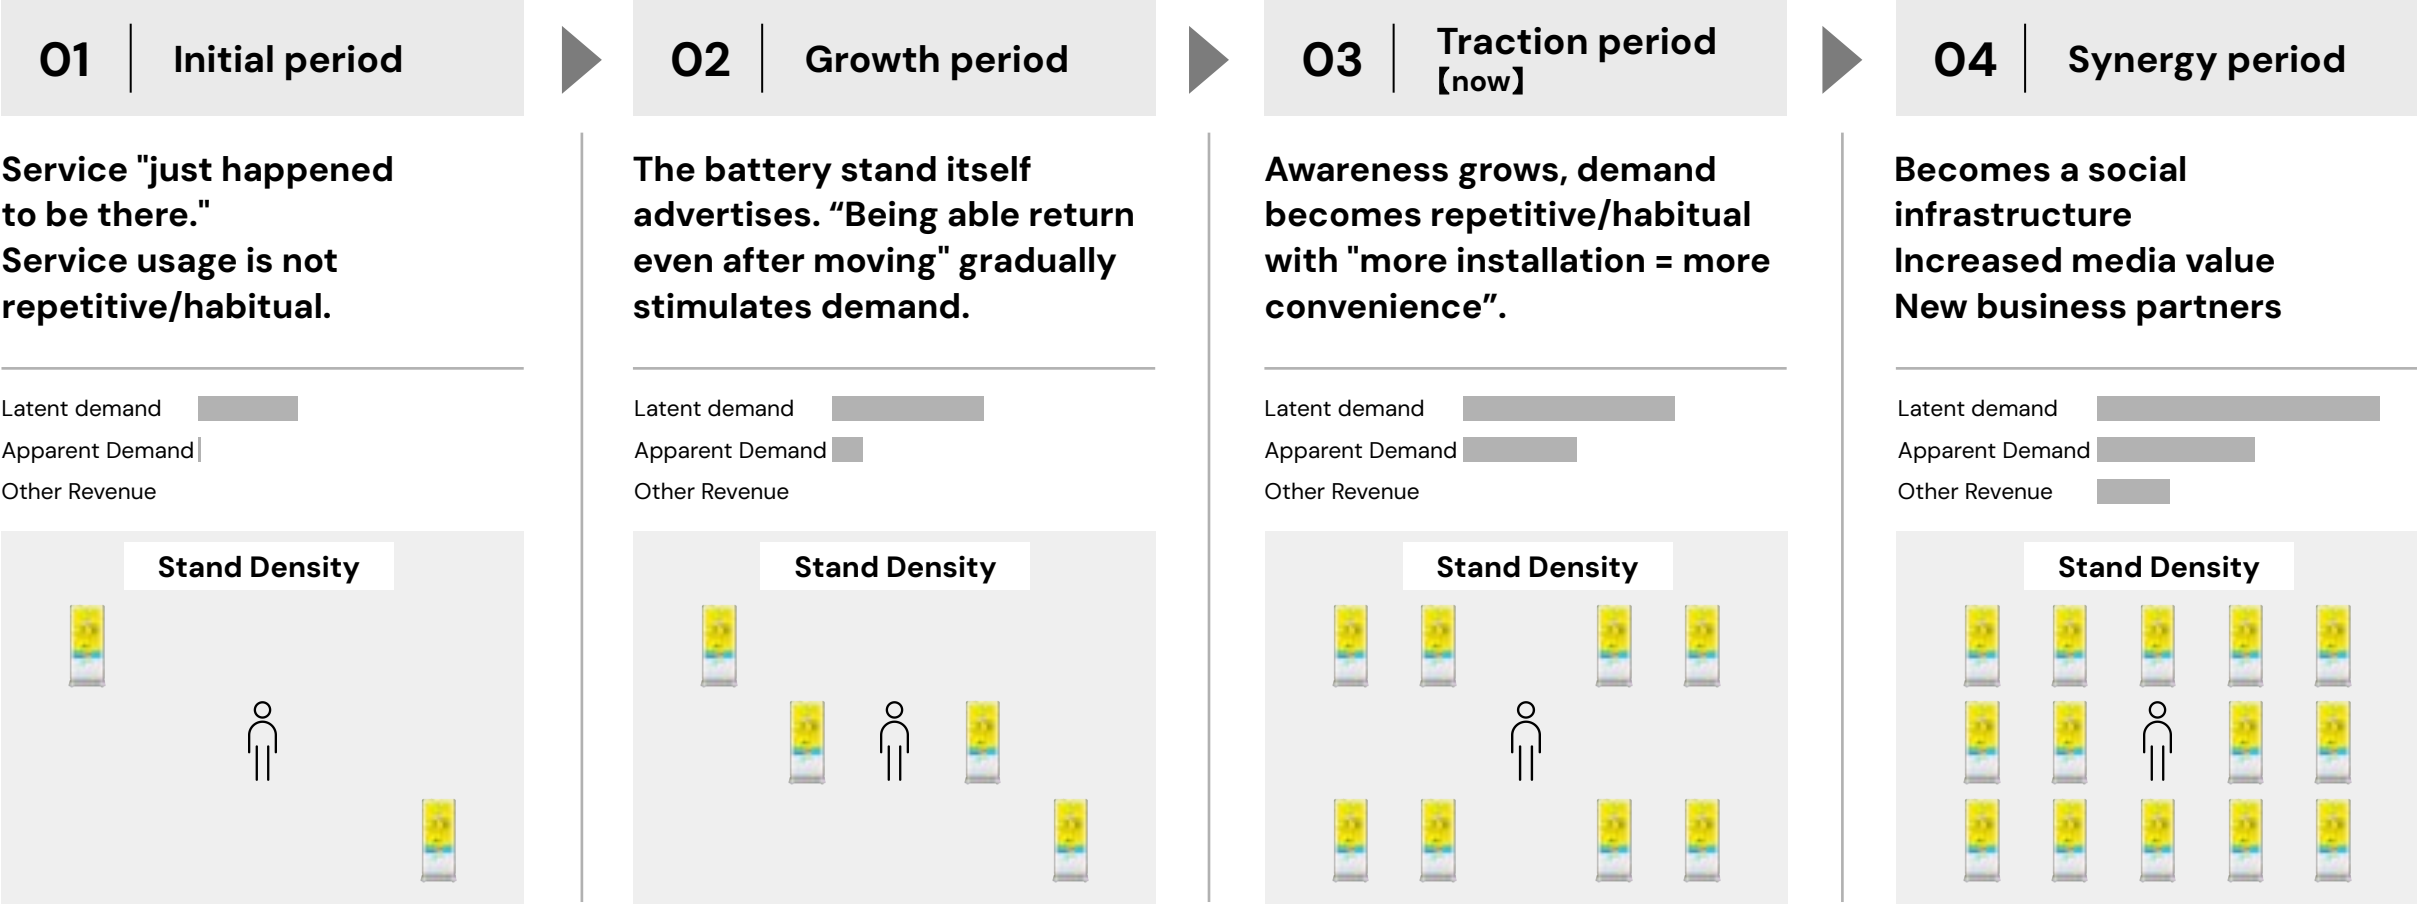 01
Initial period
Service "just happened
to be there."
Service usage is not
repetitive/habitual.
Latent demand
Apparent Demand
Other Revenue
Stand Density
02
Growth period
The battery stand itself
advertises. “Being able return
even after moving" gradually
stimulates demand.
Latent demand
Apparent Demand
Other Revenue
Stand Density
03
Traction period
【now】
Awareness grows, demand
becomes repetitive/habitual
with "more installation = more
convenience”.
Latent demand
Apparent Demand
Other Revenue
Stand Density
04
Synergy period
Becomes a social
infrastructure
Increased media value
New business partners
Latent demand
Apparent Demand
Other Revenue
Stand Density